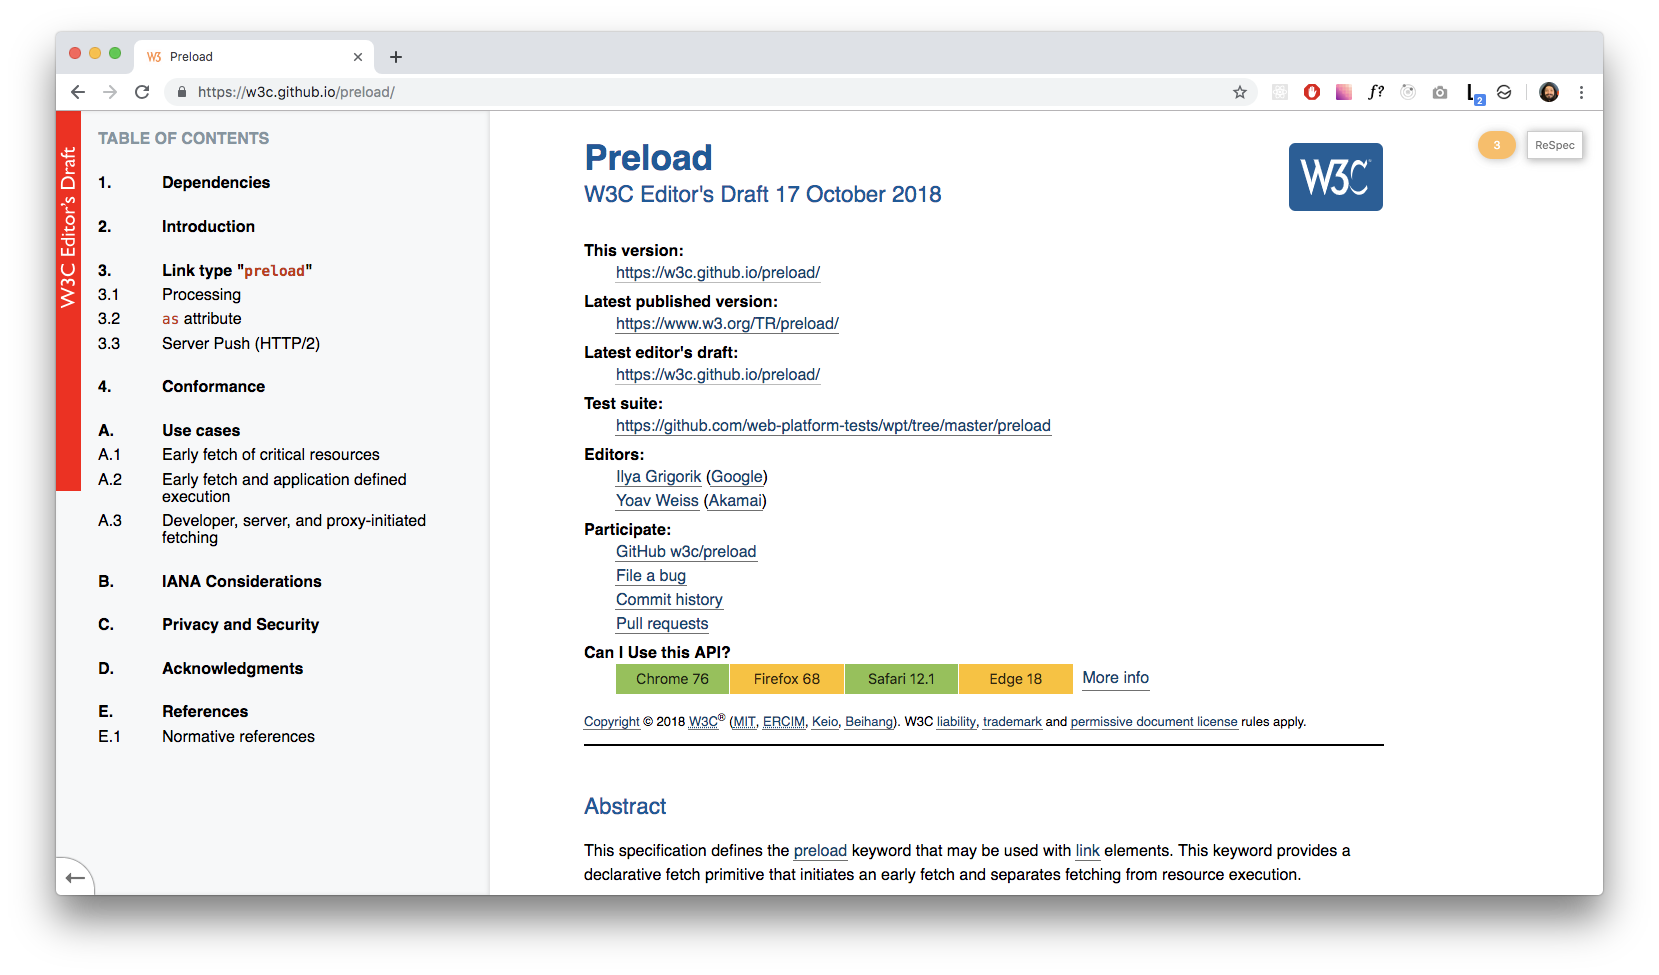 W3 Preload
https://w3c.github.io/preload/
f?
2
W3C Editor's Draft
TABLE OF CONTENTS
1. Dependencies
2. Introduction
3. Link type "preload"
3.1 Processing
3.2 as attribute
3.3 Server Push (HTTP/2)
4. Conformance
A. Use cases
A.1 Early fetch of critical resources
A.2 Early fetch and application defined
execution
A.3 Developer, server, and proxy-initiated
fetching
B. IANA Considerations
C. Privacy and Security
D. Acknowledgments
E. References
E.1 Normative references
Preload
W3C Editor's Draft 17 October 2018
W3C
3
ReSpec
This version:
https://w3c.github.io/preload/
Latest published version:
https://www.w3.org/TR/preload/
Latest editor's draft:
https://w3c.github.io/preload/
Test suite:
https://github.com/web-platform-tests/wpt/tree/master/preload
Editors:
Ilya Grigorik (Google)
Yoav Weiss (Akamai)
Participate:
GitHub w3c/preload
File a bug
Commit history
Pull requests
Can I Use this API?
Chrome 76 Firefox 68 Safari 12.1 Edge 18 More info
Copyright © 2018 W3C® (MIT, ERCIM, Keio, Beihang). W3C liability, trademark and permissive document license rules apply.
Abstract
This specification defines the preload keyword that may be used with link elements. This keyword provides a
declarative fetch primitive that initiates an early fetch and separates fetching from resource execution.